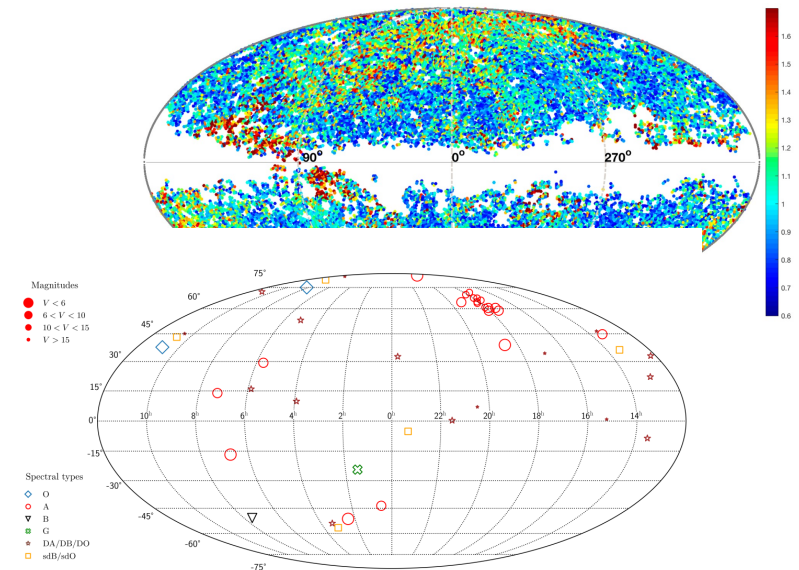 1.6
1.5
1.4
1.3
1.2
1.1
1
0.9
0.8
0.7
0.6
90°
0°
270°
Magnitudes
V < 6
6 < V < 10
10 < V < 15
V > 15
75°
60°
45°
30°
15°
0°
-15°
-30°
-45°
-60°
-75°
10h 8h 6h 4h 2h 0h 22h 20h 18h 16h 14h
Spectral types
O
A
B
G
DA/DB/DO
sdB/sdO